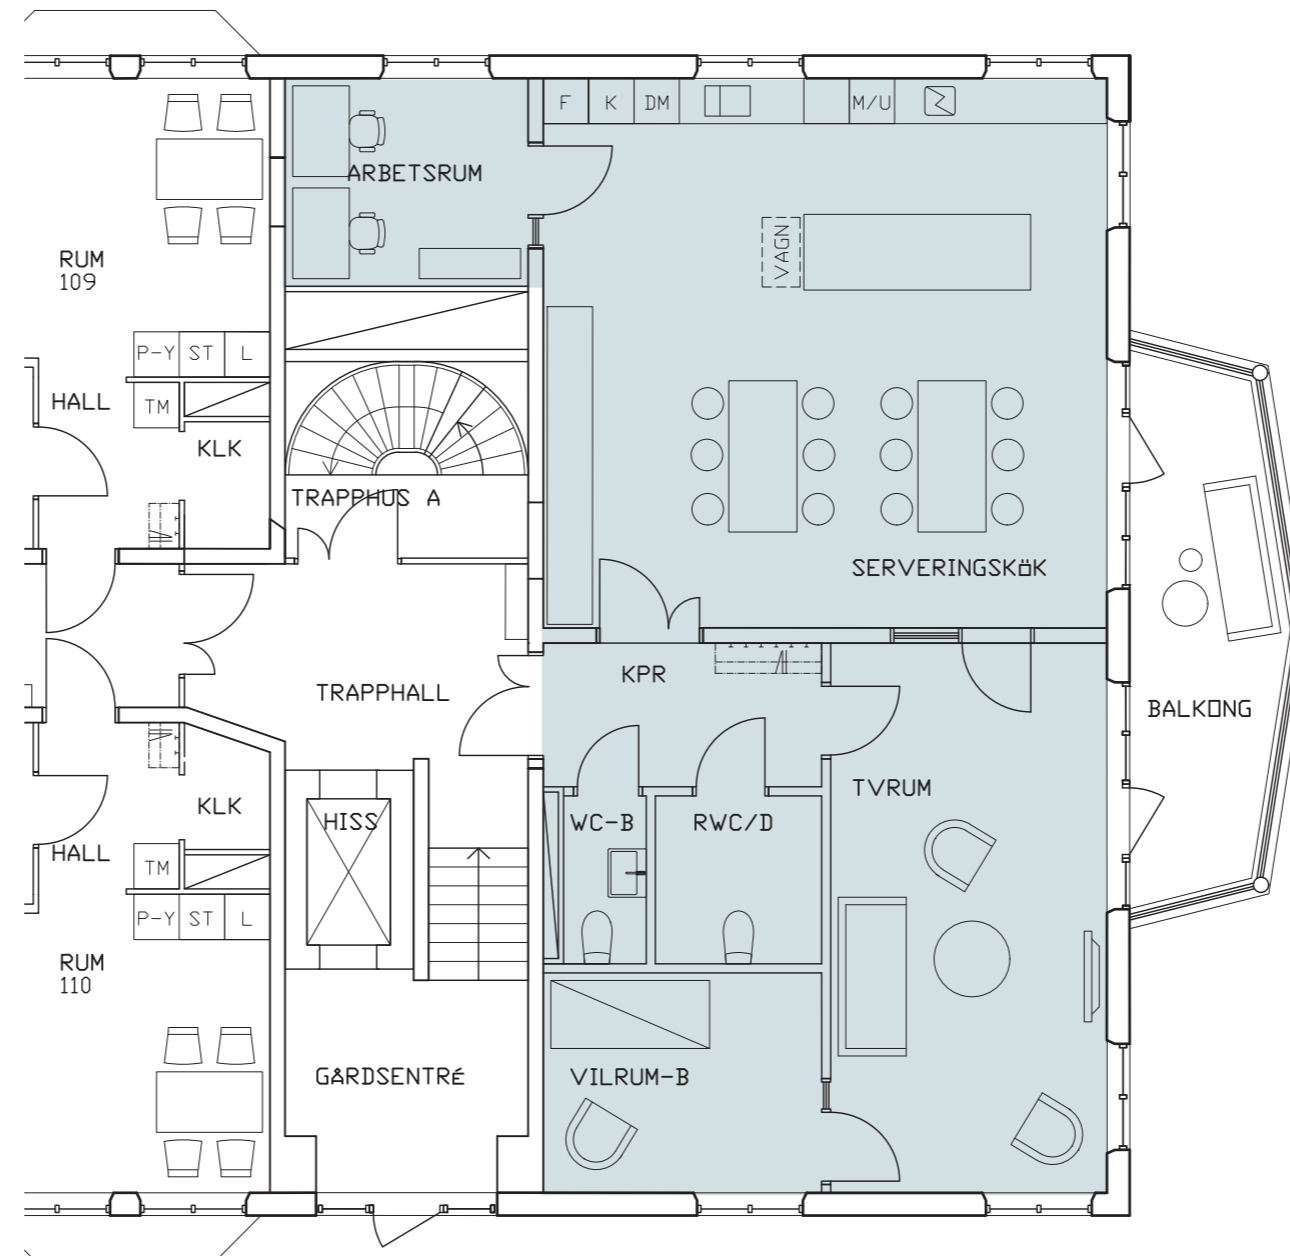 F K DM M/U
ARBETSRUM
VAGN
RUM
109
P-Y ST L
HALL
TM
KLK
TRAPPHUS A
SERVERINGSKÖK
TRAPPHALL
KPR
BALKONG
KLK
HISS
WC-B
RWC/D
TVRUM
HALL
TM
P-Y ST L
RUM
110
GÅRDSENTRÉ
VILRUM-B